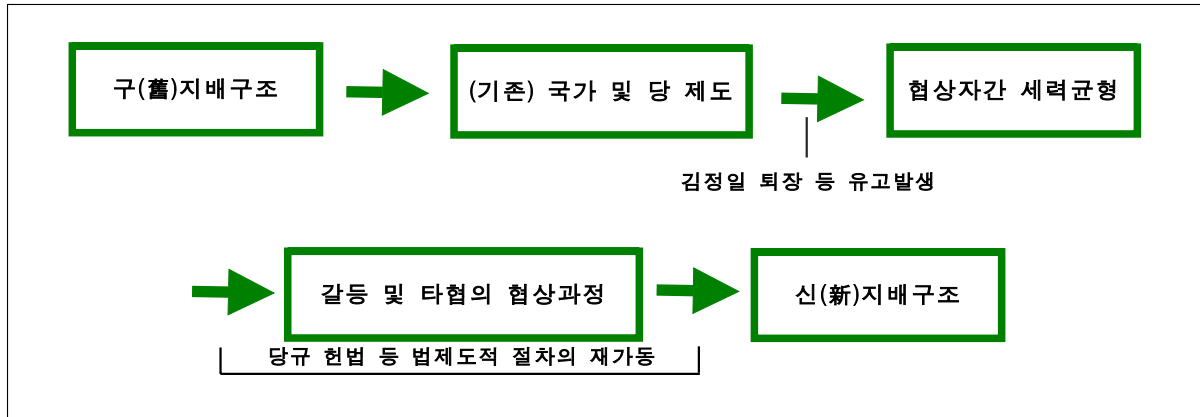 구(舊)지배구조
(기존) 국가 및 당 제도
협상자간 세력균형
김정일 퇴장 등 유고발생
갈등 및 타협의 협상과정
신(新)지배구조
당규 헌법 등 법제도적 절차의 재가동